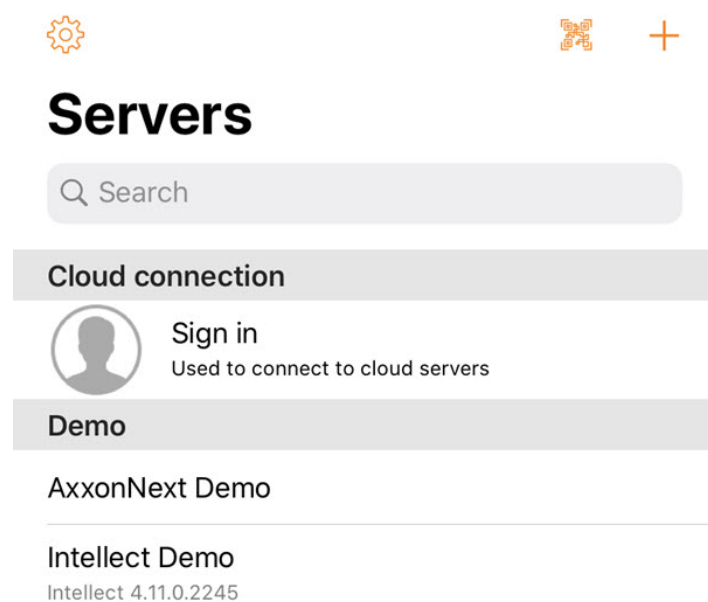 Servers
Search
Cloud connection
Sign in
Used to connect to cloud servers
Demo
AxxonNext Demo
Intellect Demo
Intellect 4.11.0.2245